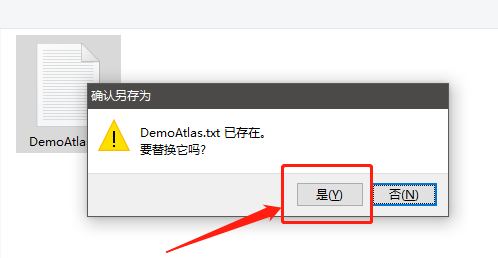 DemoAtla
确认另存为
DemoAtlas.txt 已存在。
要替换它吗?
是(Y)
否(N)